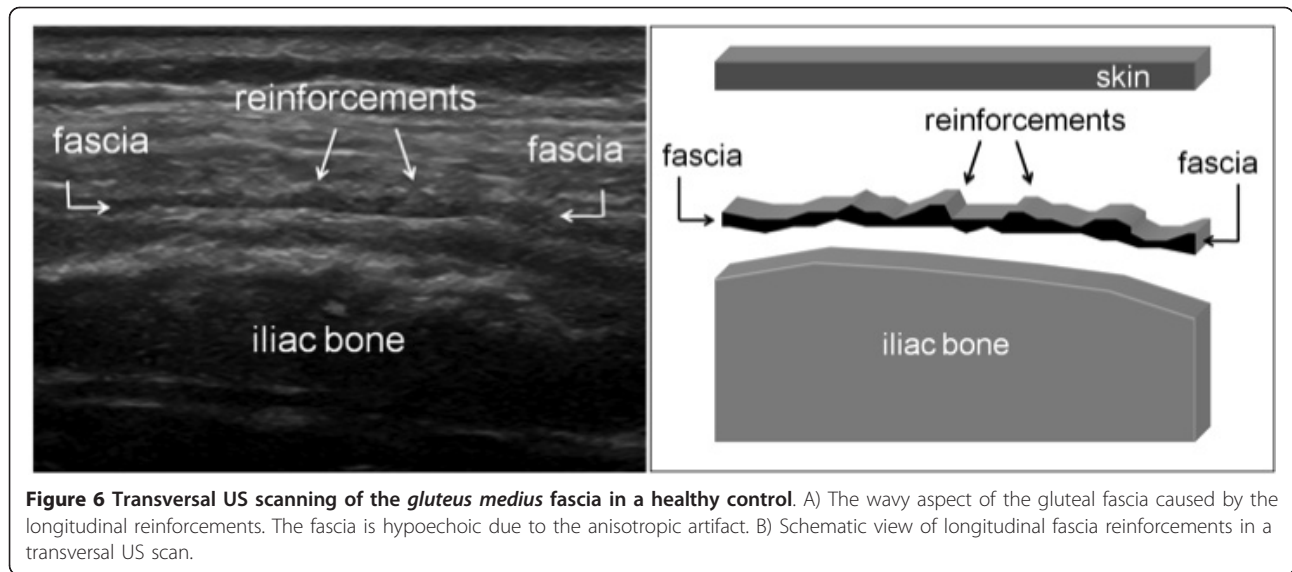 reinforcements
fascia
fascia
iliac bone
skin
reinforcements
fascia
fascia
iliac bone
Figure 6 Transversal US scanning of the gluteus medius fascia in a healthy control. A) The wavy aspect of the gluteal fascia caused by the
longitudinal reinforcements. The fascia is hypoechoic due to the anisotropic artifact. B) Schematic view of longitudinal fascia reinforcements in a
transversal US scan.